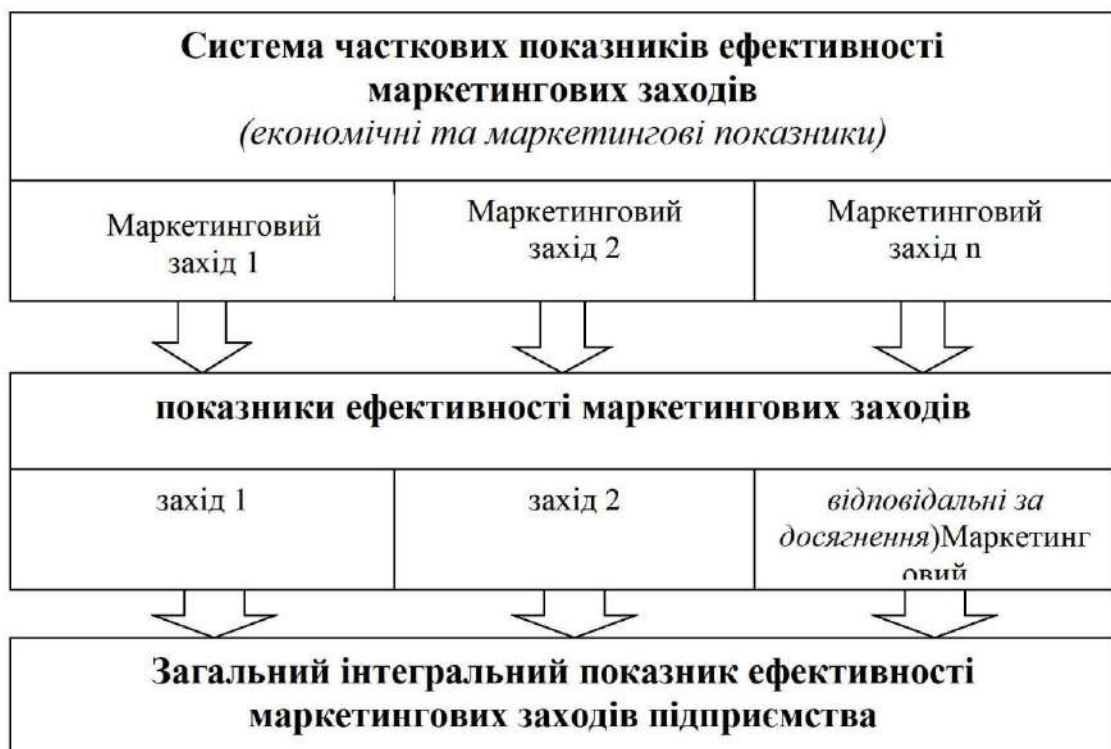 Система часткових показників ефективності
маркетингових заходів
(економічні та маркетингові показники)
Маркетинговий
захід 1
Маркетинговий
захід 2
Маркетинговий
захід n
показники ефективності маркетингових заходів
захід 1
захід 2
відповідальні за
досягнення)Маркетинг
овий
Загальний інтегральний показник ефективності
маркетингових заходів підприємства